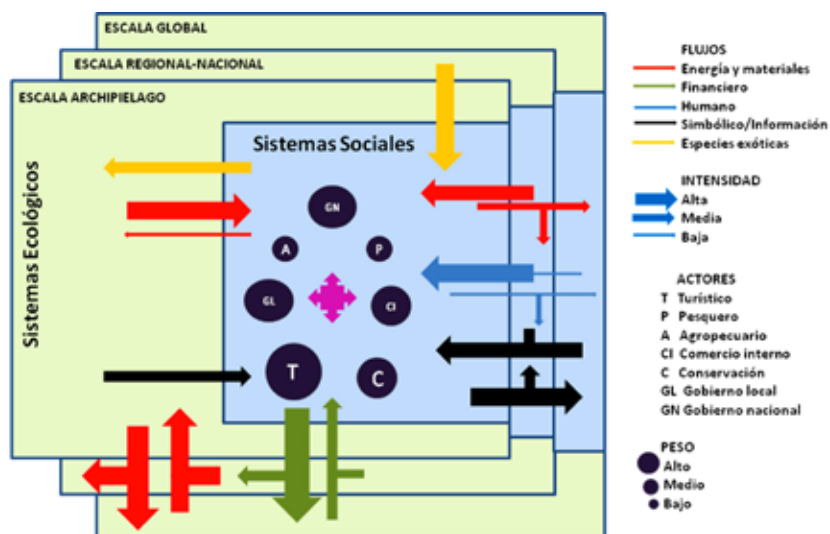 ESCALA GLOBAL
ESCALA REGIONAL-NACIONAL
ESCALA ARCHIPIELAGO
Sistemas Ecológicos
Sistemas Sociales
GN
A
P
GL
CI
T
C
FLUJOS
Energía y materiales
Financiero
Humano
Simbólico/Información
Especies exóticas
INTENSIDAD
Alta
Media
Baja
ACTORES
T Turístico
P Pesquero
A Agropecuario
CI Comercio interno
C Conservación
GL Gobierno local
GN Gobierno nacional
PESO
Alto
Medio
Bajo